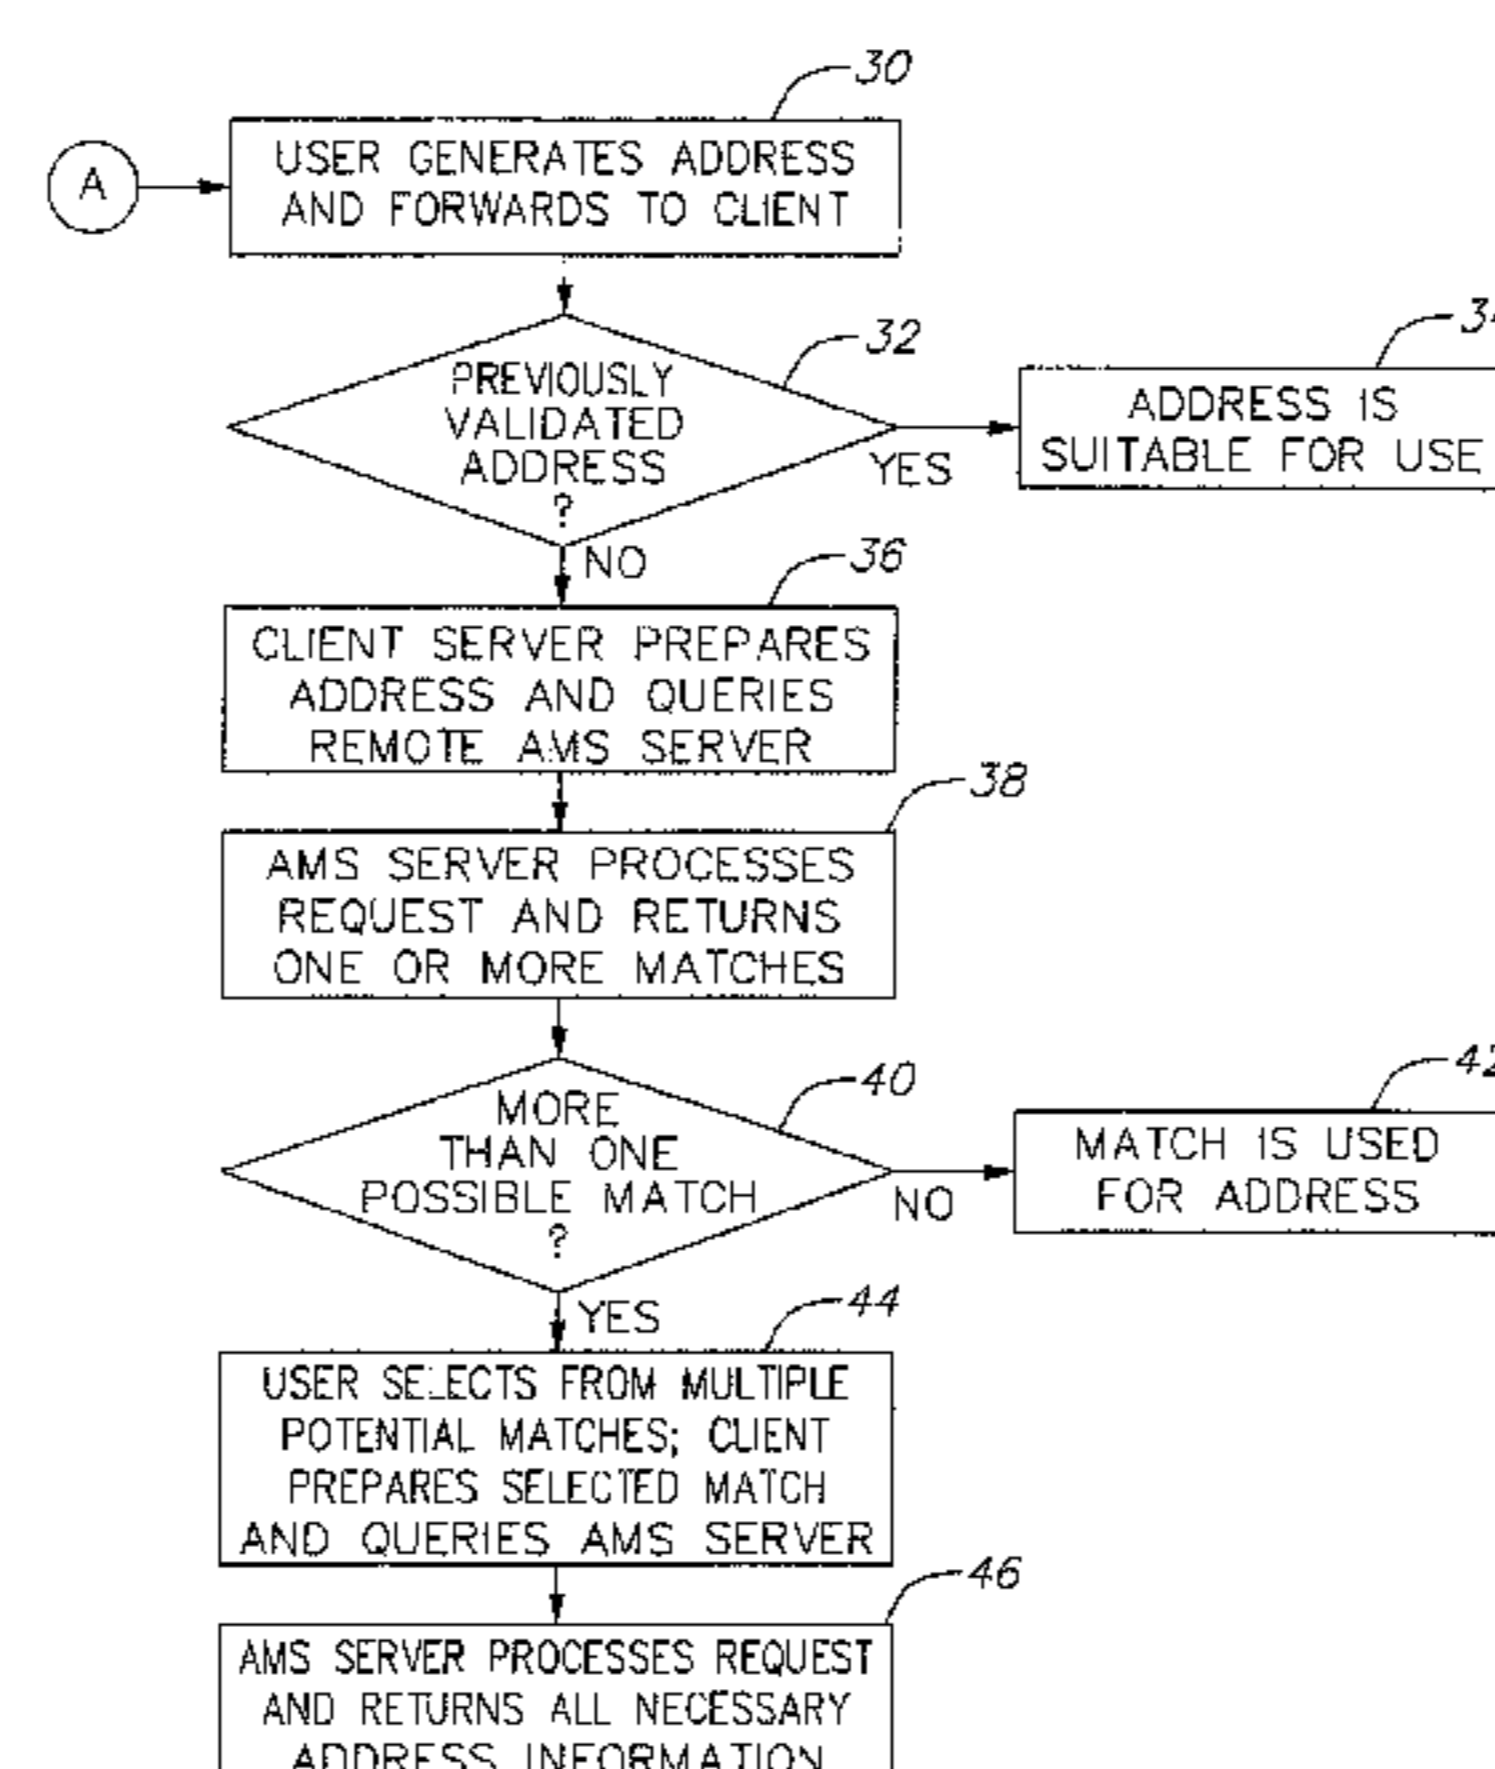 30
A
USER GENERATES ADDRESS
AND FORWARDS TO CLIENT
32
PREVIOUSLY
VALIDATED
ADDRESS
?
YES
ADDRESS IS
SUITABLE FOR USE
NO
36
CLIENT SERVER PREPARES
ADDRESS AND QUERIES
REMOTE AMS SERVER
38
AMS SERVER PROCESSES
REQUEST AND RETURNS
ONE OR MORE MATCHES
40
MORE
THAN ONE
POSSIBLE MATCH
?
NO
42
MATCH IS USED
FOR ADDRESS
YES
44
USER SELECTS FROM MULTIPLE
POTENTIAL MATCHES; CLIENT
PREPARES SELECTED MATCH
AND QUERIES AMS SERVER
46
AMS SERVER PROCESSES REQUEST
AND RETURNS ALL NECESSARY
ADDRESS INFORMATION